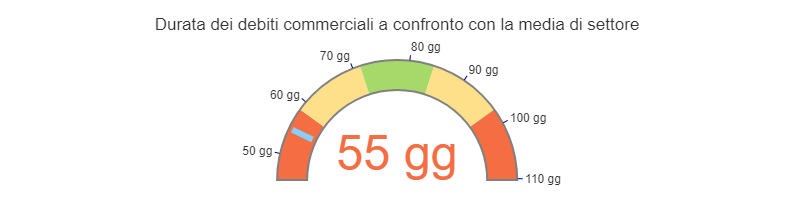 Durata dei debiti commerciali a confronto con la media di settore
80 gg
70 gg
90 gg
60 gg
100 gg
50 gg
55 gg
110 gg